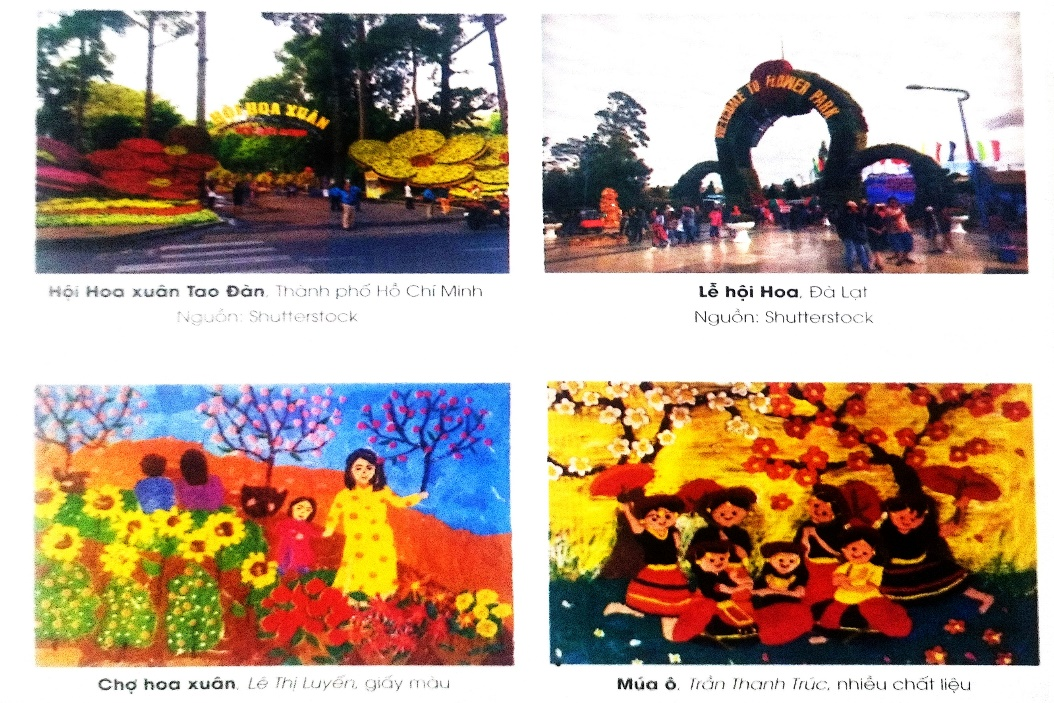 HỘI HOA XUÂN
WELCOME TO FLOWER PARK
Hội Hoa xuân Tao Đàn, Thành phố Hồ Chí Minh
Nguồn: Shutterstock
Lễ hội Hoa, Đà Lạt
Nguồn: Shutterstock
Chợ hoa xuân, Lê Thị Luyến, giấy màu
Múa ô, Trần Thanh Trúc, nhiều chất liệu